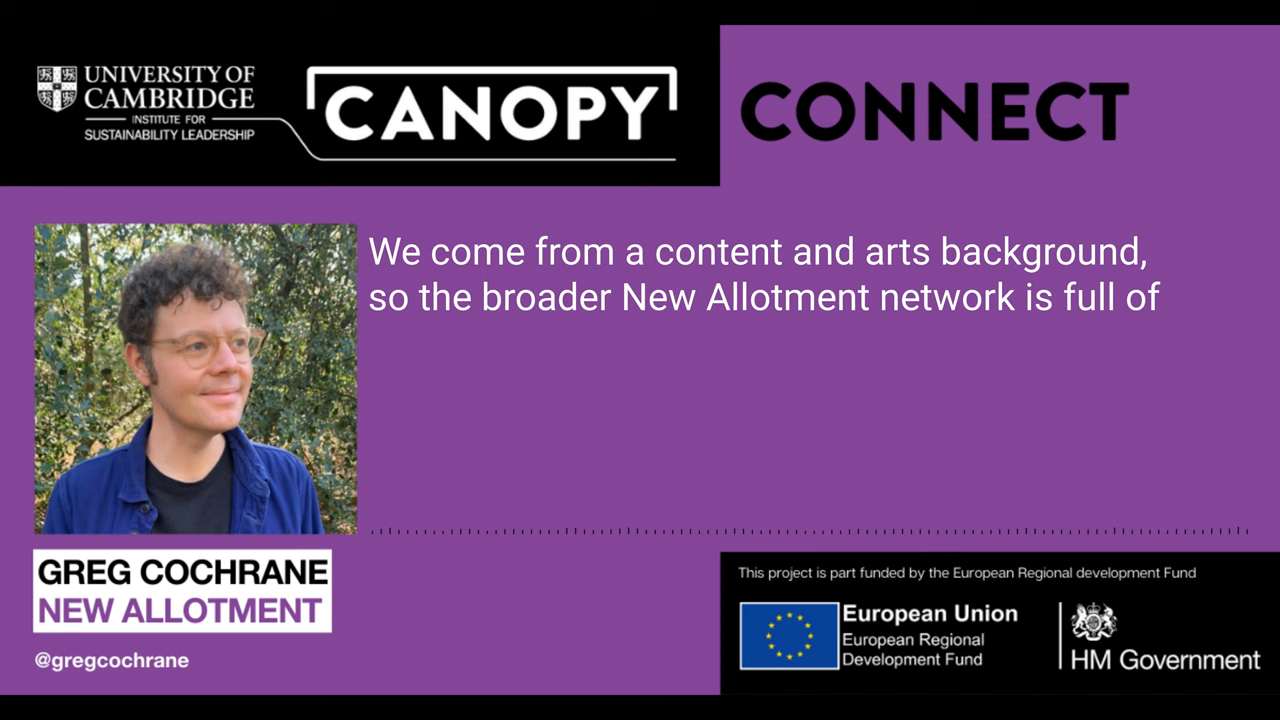 UNIVERSITY OF
CAMBRIDGE
INSTITUTE FOR
SUSTAINABILITY LEADERSHIP
CANOPY
CONNECT
We come from a content and arts background,
so the broader New Allotment network is full of
GREG COCHRANE
NEW ALLOTMENT
@gregcochrane
This project is part funded by the European Regional development Fund
European Union
European Regional
Development Fund
HM Government